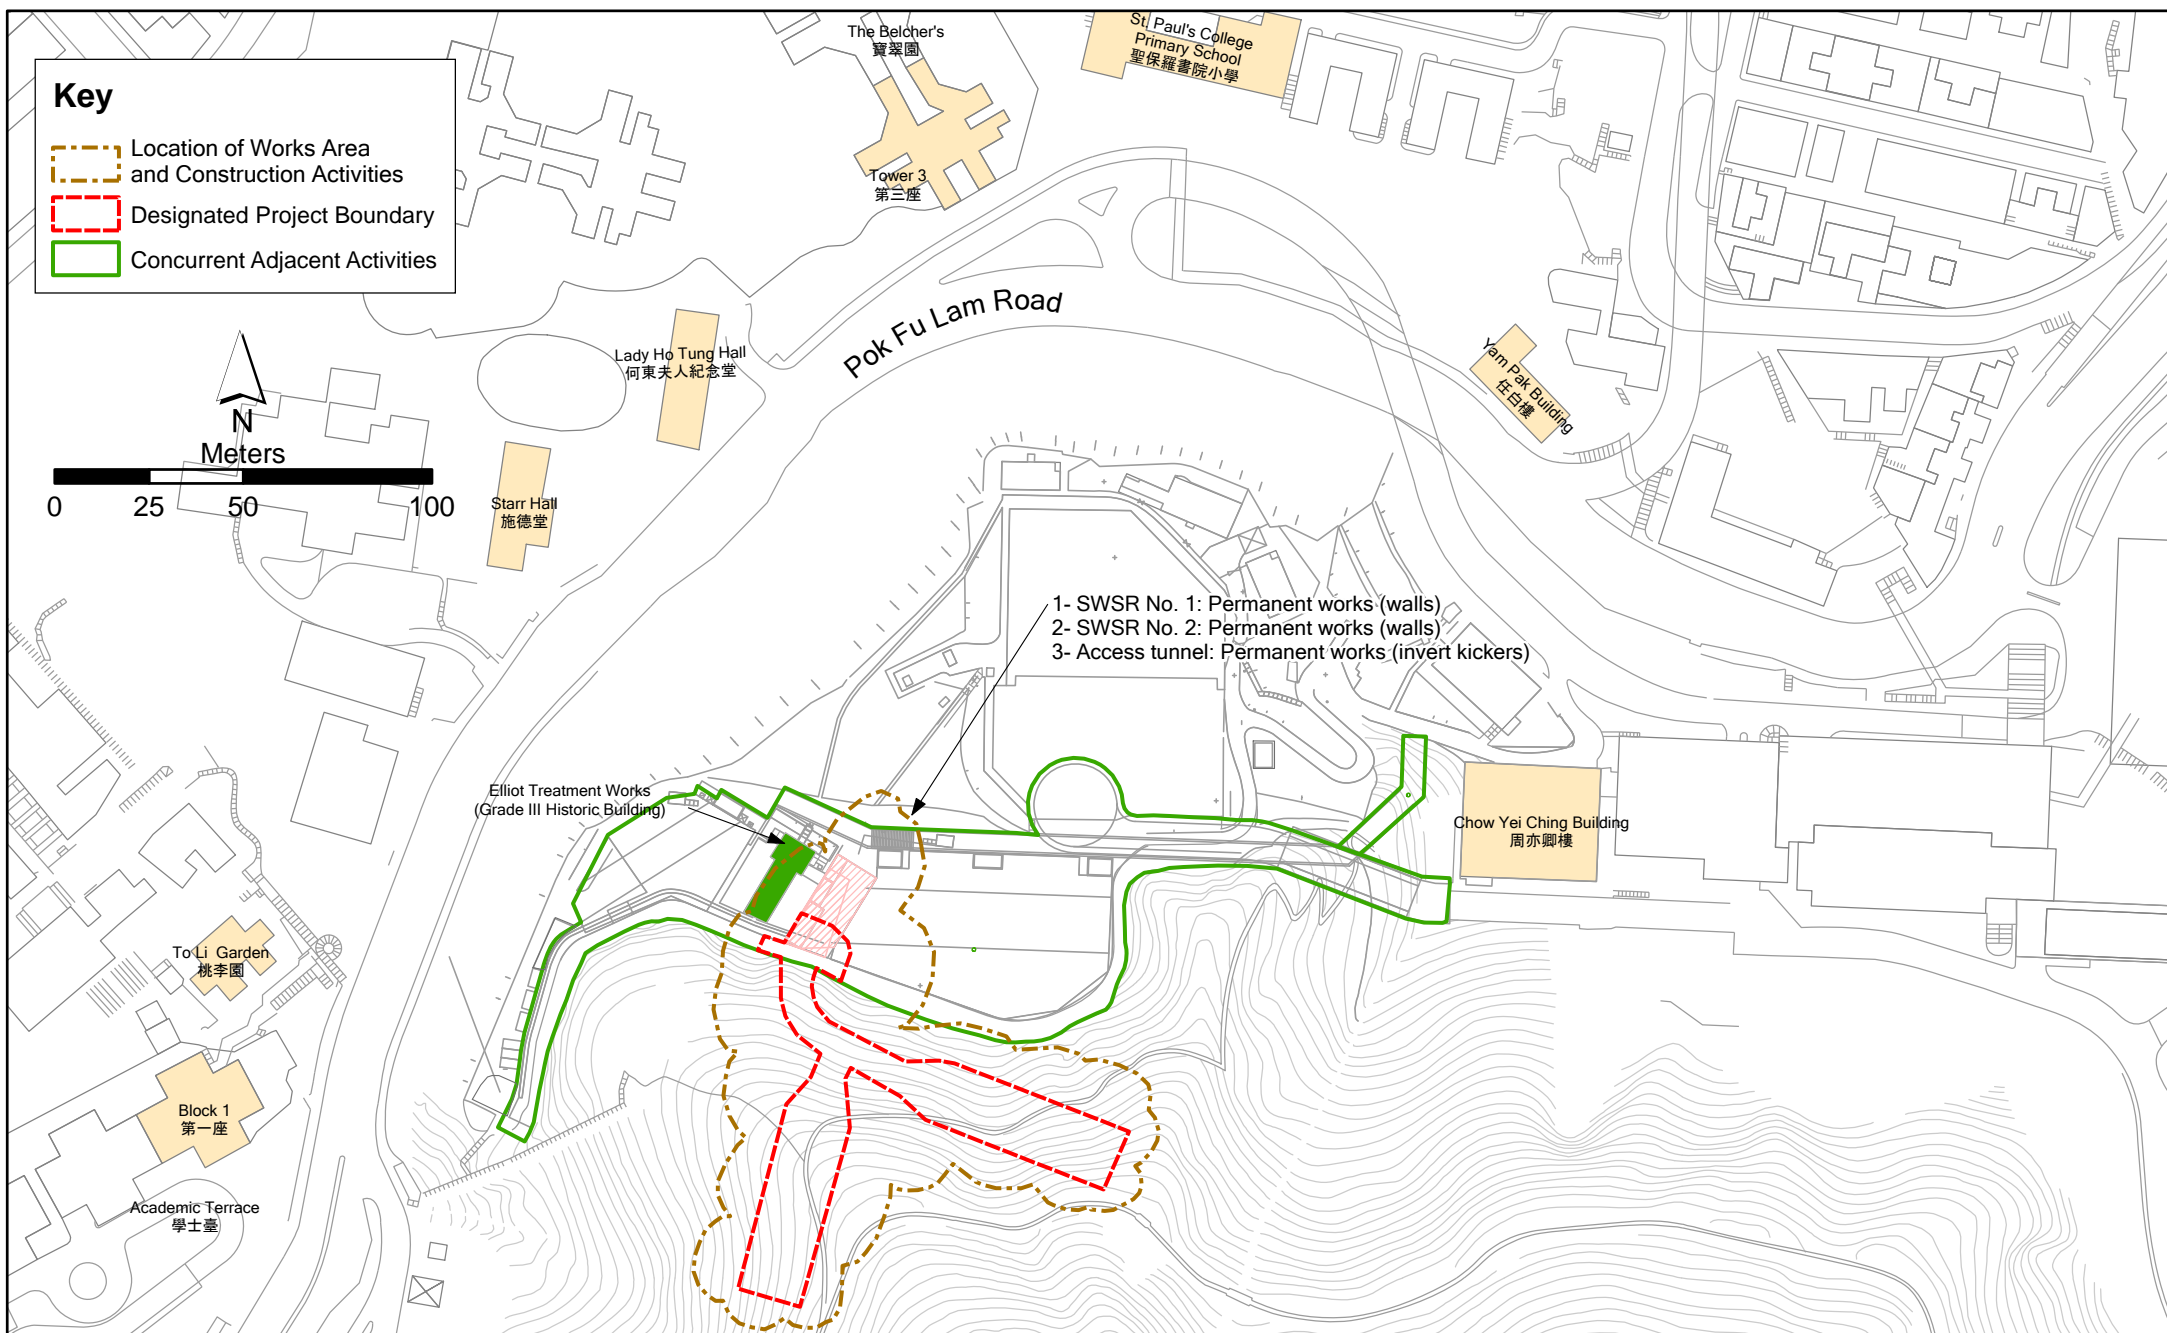 Key
Location of Works Area
and Construction Activities
Designated Project Boundary
Concurrent Adjacent Activities
N
Meters
0 25 50 100
The Belcher's
寶翠園
Tower 3
第三座
St. Paul's College
Primary School
聖保羅書院小學
Pok Fu Lam Road
Lady Ho Tung Hall
何東夫人紀念堂
Starr Hall
施德堂
Yam Pak Building
任白樓
1- SWSR No. 1: Permanent works (walls)
2- SWSR No. 2: Permanent works (walls)
3- Access tunnel: Permanent works (invert kickers)
Elliot Treatment Works
(Grade III Historic Building)
Chow Yei Ching Building
周亦卿樓
To Li Garden
桃李園
Block 1
第一座
Academic Terrace
學士臺